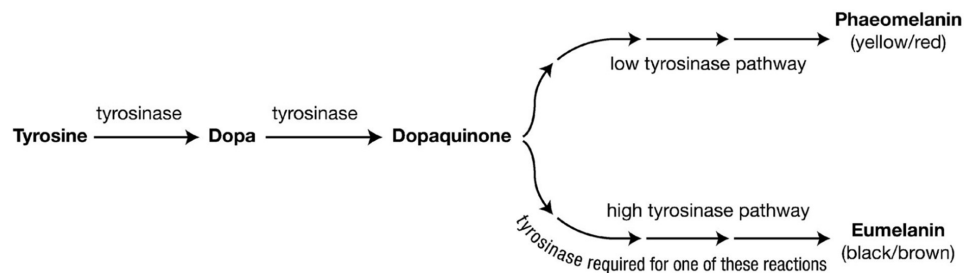 Phaeomelanin
(yellow/red)
low tyrosinase pathway
tyrosinase
tyrosinase
Tyrosine
Dopa
Dopaquinone
high tyrosinase pathway
Eumelanin
(black/brown)
tyrosinase required for one of these reactions